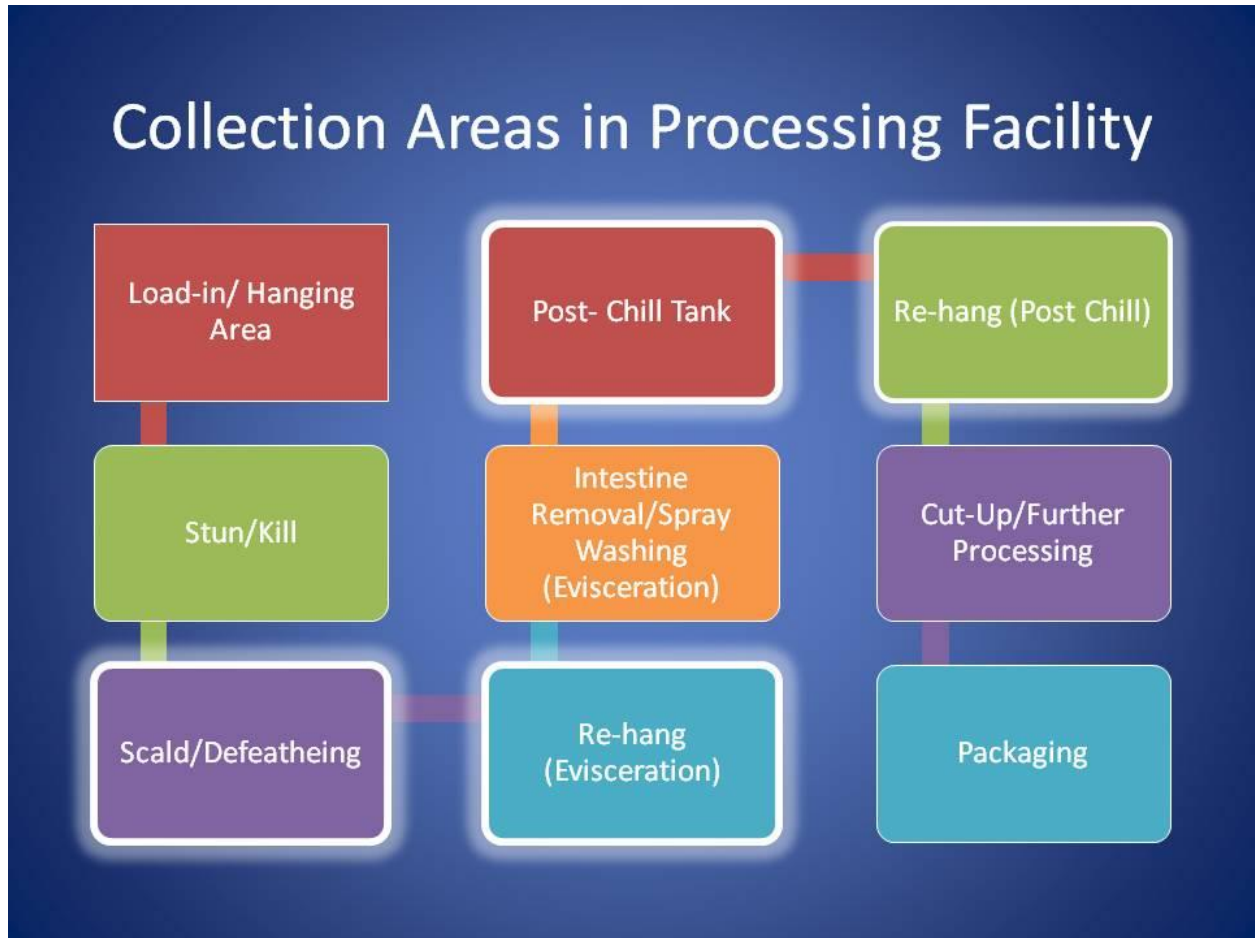 Collection Areas in Processing Facility
Load-in/ Hanging
Area
Stun/Kill
Scald/Defeatheing
Re-hang
(Evisceration)
Intestine
Removal/Spray
Washing
(Evisceration)
Post- Chill Tank
Re-hang (Post Chill)
Cut-Up/Further
Processing
Packaging